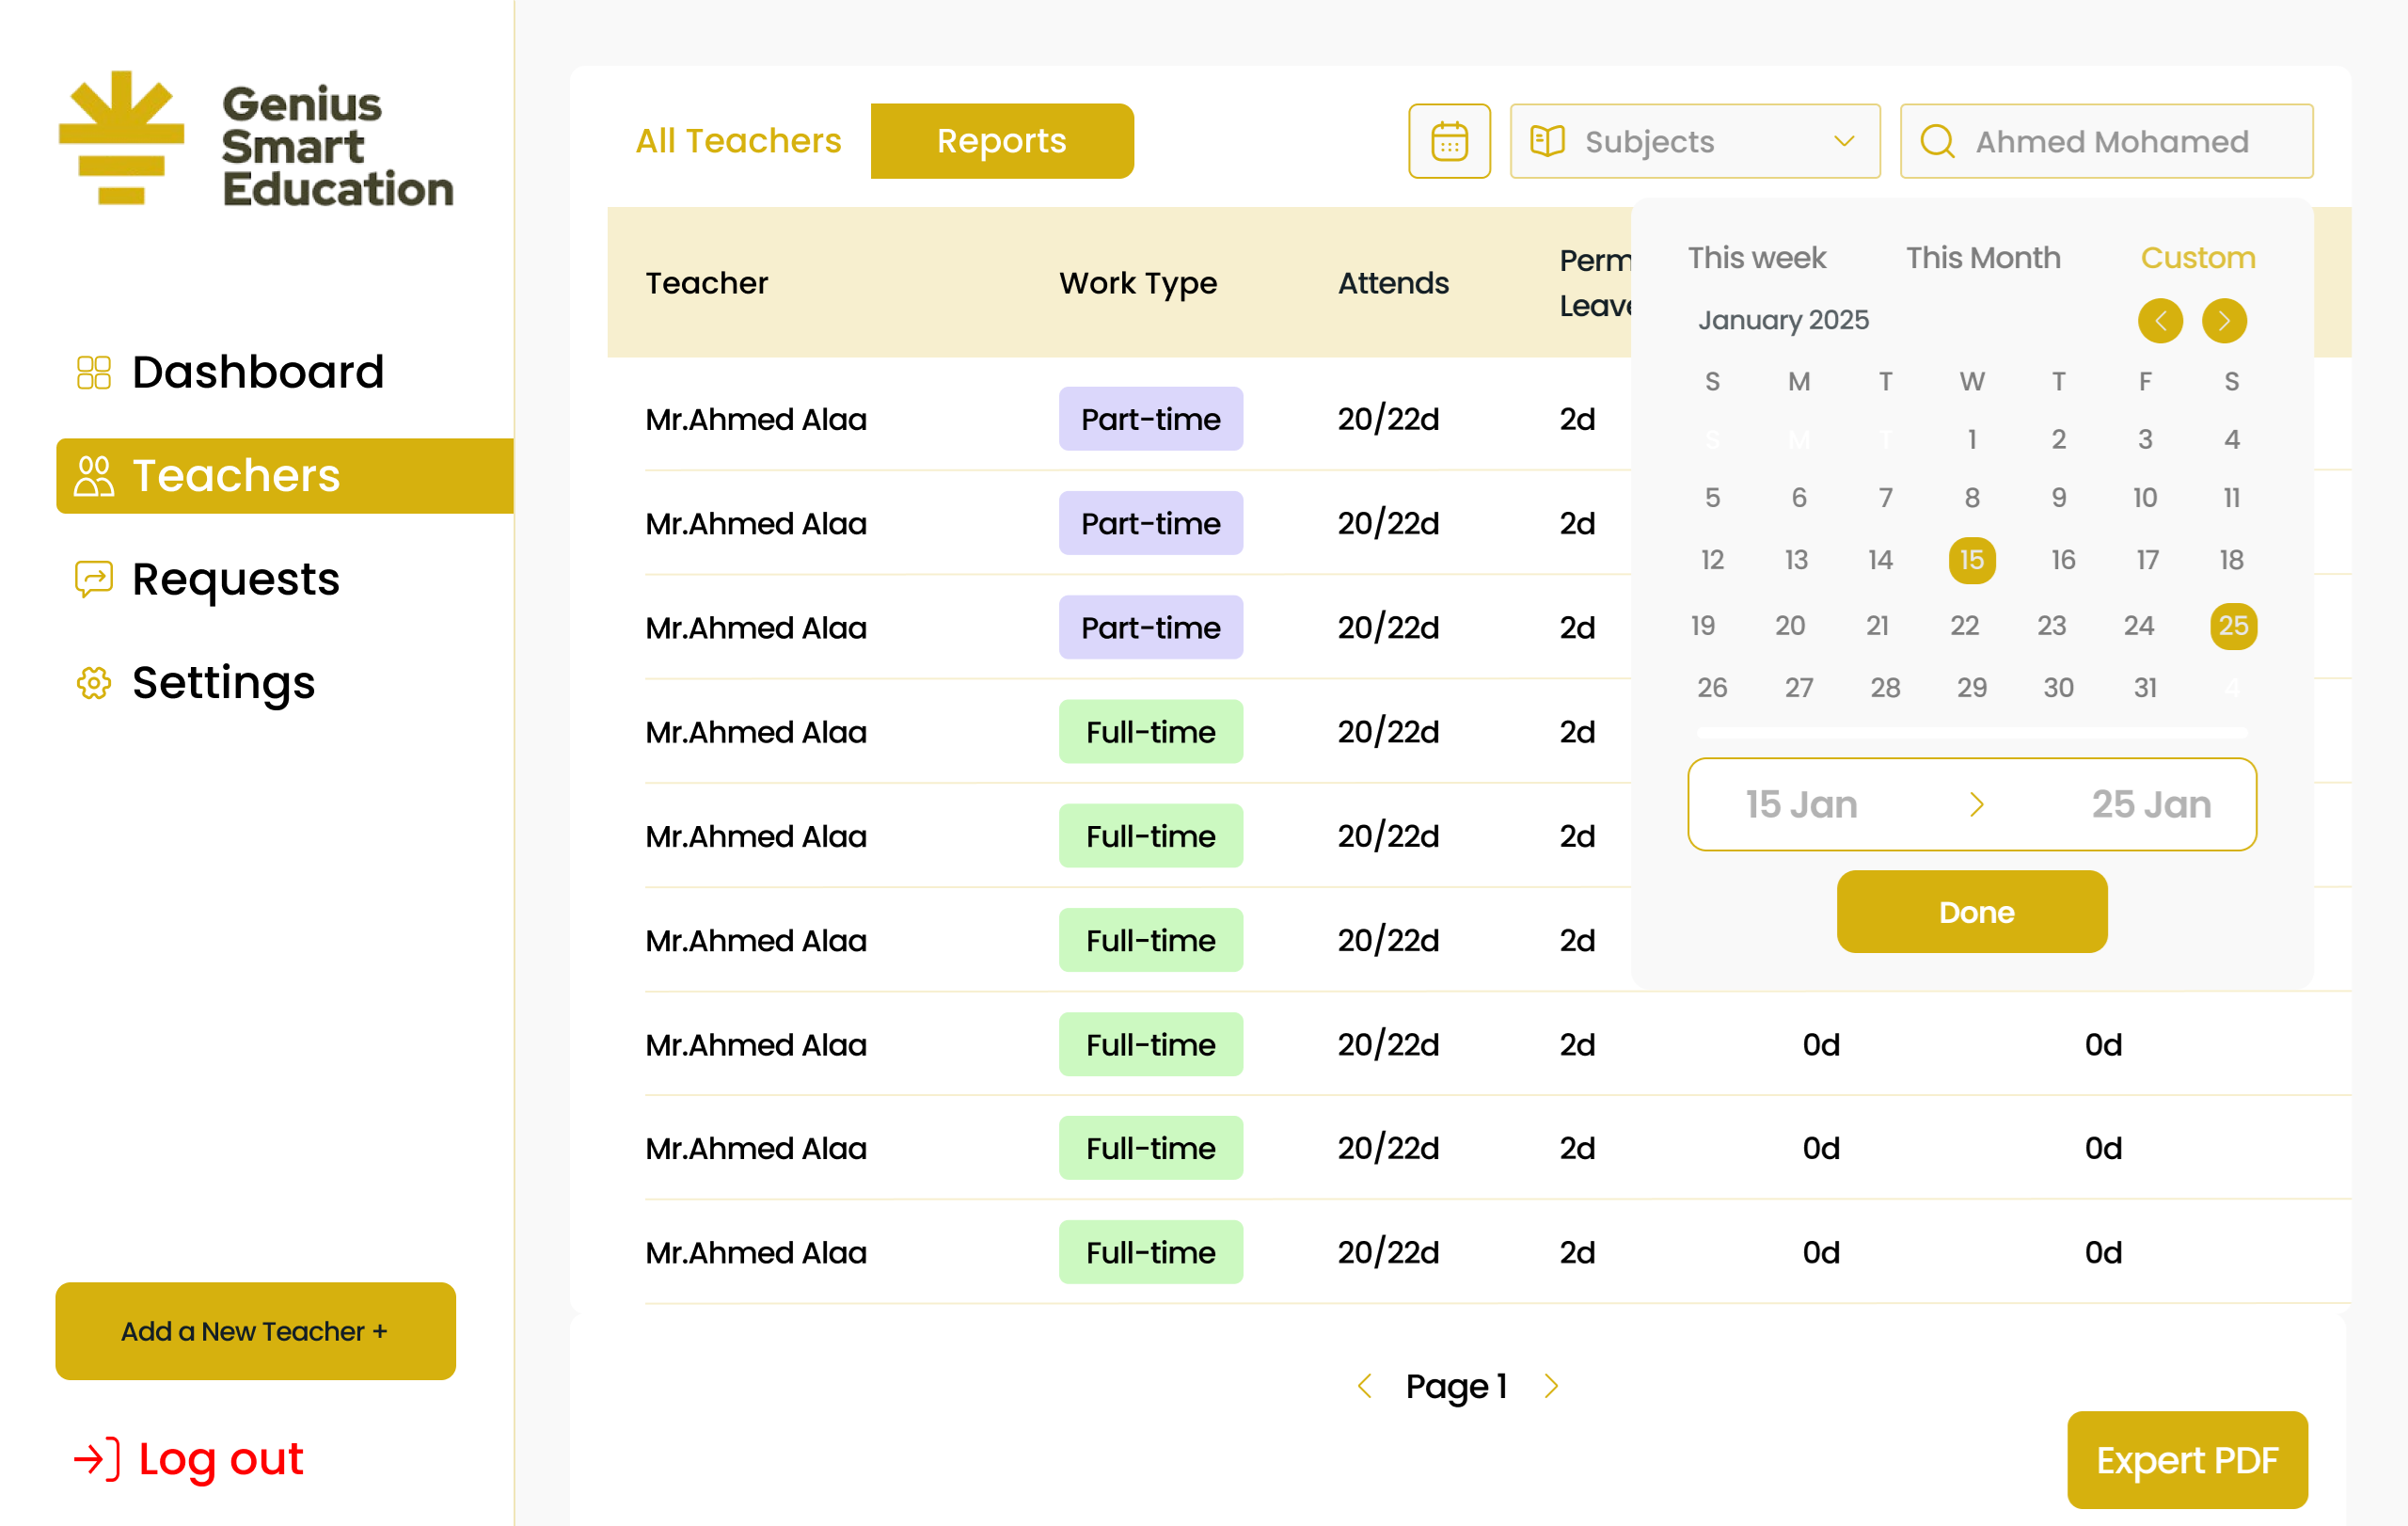 Genius
Smart
Education
Dashboard
Teachers
Requests
Settings
Add a New Teacher +
Log out
All Teachers
Reports
Subjects
Ahmed Mohamed
Teacher Work Type Attends Perm
Leave
Mr.Ahmed Alaa Part-time 20/22d 2d
Mr.Ahmed Alaa Part-time 20/22d 2d
Mr.Ahmed Alaa Part-time 20/22d 2d
Mr.Ahmed Alaa Full-time 20/22d 2d
Mr.Ahmed Alaa Full-time 20/22d 2d
Mr.Ahmed Alaa Full-time 20/22d 2d
Mr.Ahmed Alaa Full-time 20/22d 2d 0d 0d
Mr.Ahmed Alaa Full-time 20/22d 2d 0d 0d
Mr.Ahmed Alaa Full-time 20/22d 2d 0d 0d
This week This Month Custom
January 2025
S M T W T F S
S M T 1 2 3 4
5 6 7 8 9 10 11
12 13 14 15 16 17 18
19 20 21 22 23 24 25
26 27 28 29 30 31 4
15 Jan > 25 Jan
Done
Page 1
Expert PDF